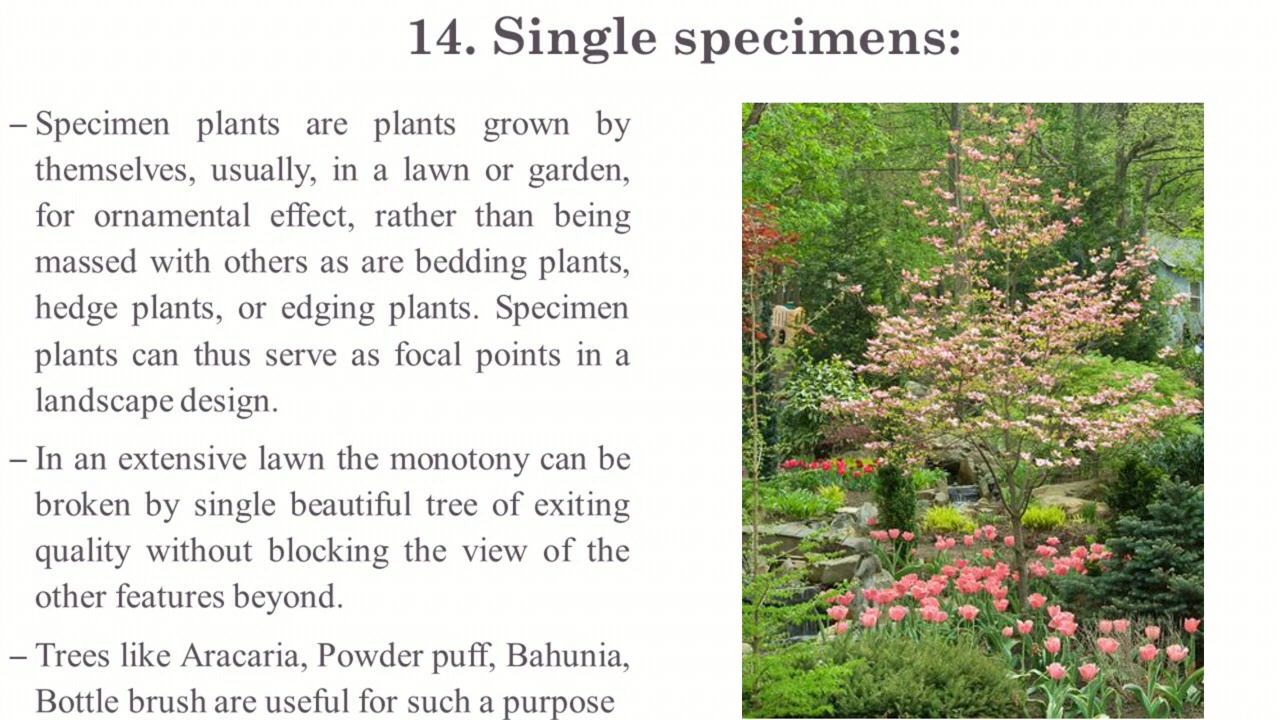 14. Single specimens:
– Specimen plants are plants grown by
themselves, usually, in a lawn or garden,
for ornamental effect, rather than being
massed with others as are bedding plants,
hedge plants, or edging plants. Specimen
plants can thus serve as focal points in a
landscape design.
– In an extensive lawn the monotony can be
broken by single beautiful tree of exiting
quality without blocking the view of the
other features beyond.
– Trees like Aracaria, Powder puff, Bahunia,
Bottle brush are useful for such a purpose